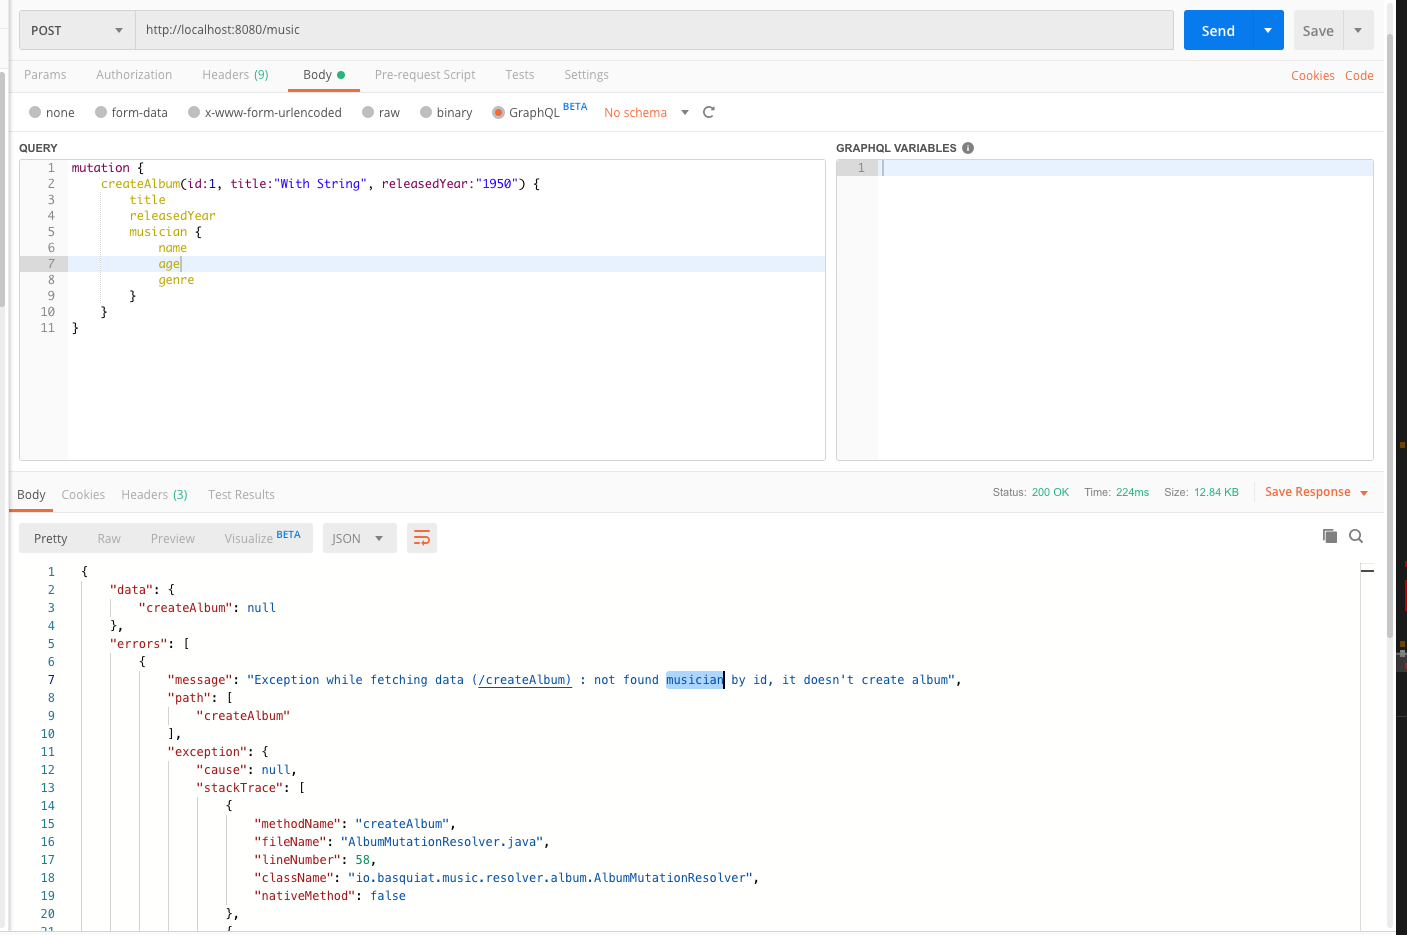 POST http://localhost:8080/music Send Save
Params Authorization Headers (9) Body Pre-request Script Tests Settings Cookies Code
none form-data x-www-form-urlencoded raw binary GraphQL BETA No schema
QUERY
1 mutation {
2 createAlbum(id:1, title:"With String", releasedYear:"1950") {
3 title
4 releasedYear
5 musician {
6 name
7 age
8 genre
9 }
10 }
11 }
GRAPHQL VARIABLES
1
Body Cookies Headers (3) Test Results Status: 200 OK Time: 224ms Size: 12.84 KB Save Response
Pretty Raw Preview Visualize BETA JSON
1 {
2 "data": {
3 "createAlbum": null
4 },
5 "errors": [
6 {
7 "message": "Exception while fetching data (/createAlbum) : not found musician by id, it doesn't create album",
8 "path": [
9 "createAlbum"
10 ],
11 "exception": {
12 "cause": null,
13 "stackTrace": [
14 {
15 "methodName": "createAlbum",
16 "fileName": "AlbumMutationResolver.java",
17 "lineNumber": 58,
18 "className": "io.basquiat.music.resolver.album.AlbumMutationResolver",
19 "nativeMethod": false
20 },
21 {